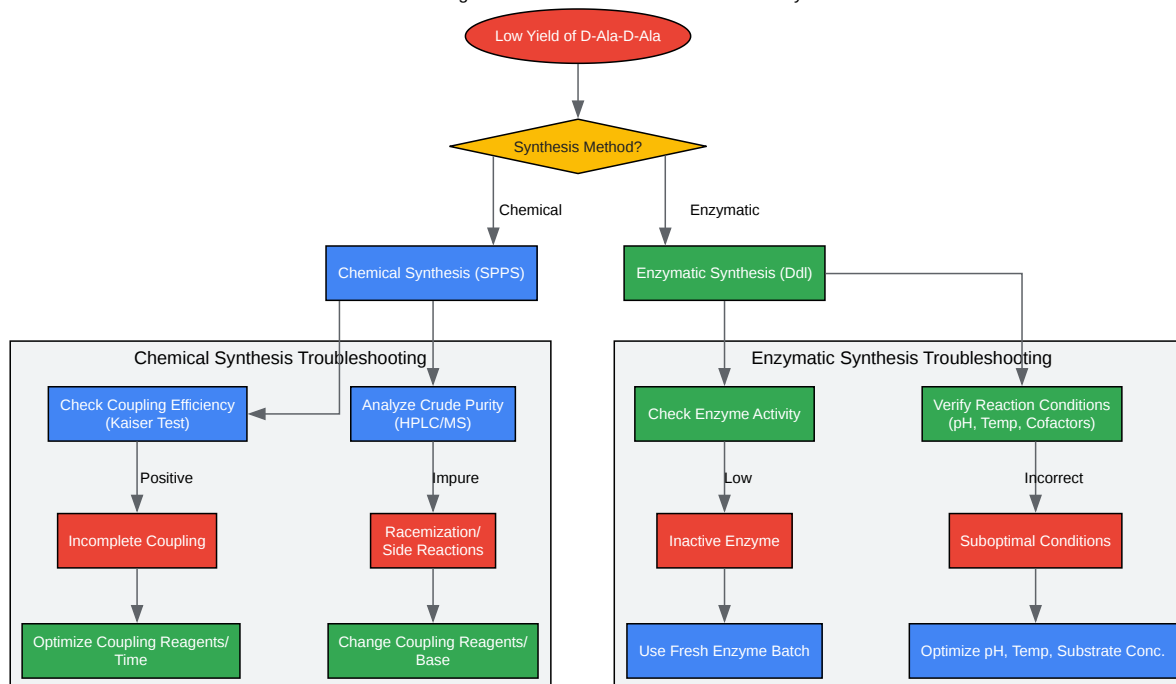 Low Yield of D-Ala-D-Ala
Synthesis Method?
Chemical
Enzymatic
Chemical Synthesis (SPPS)
Enzymatic Synthesis (Ddl)
Chemical Synthesis Troubleshooting
Enzymatic Synthesis Troubleshooting
Check Coupling Efficiency
(Kaiser Test)
Analyze Crude Purity
(HPLC/MS)
Check Enzyme Activity
Verify Reaction Conditions
(pH, Temp, Cofactors)
Positive
Impure
Low
Incorrect
Incomplete Coupling
Racemization/
Side Reactions
Inactive Enzyme
Suboptimal Conditions
Optimize Coupling Reagents/
Time
Change Coupling Reagents/
Base
Use Fresh Enzyme Batch
Optimize pH, Temp, Substrate Conc.